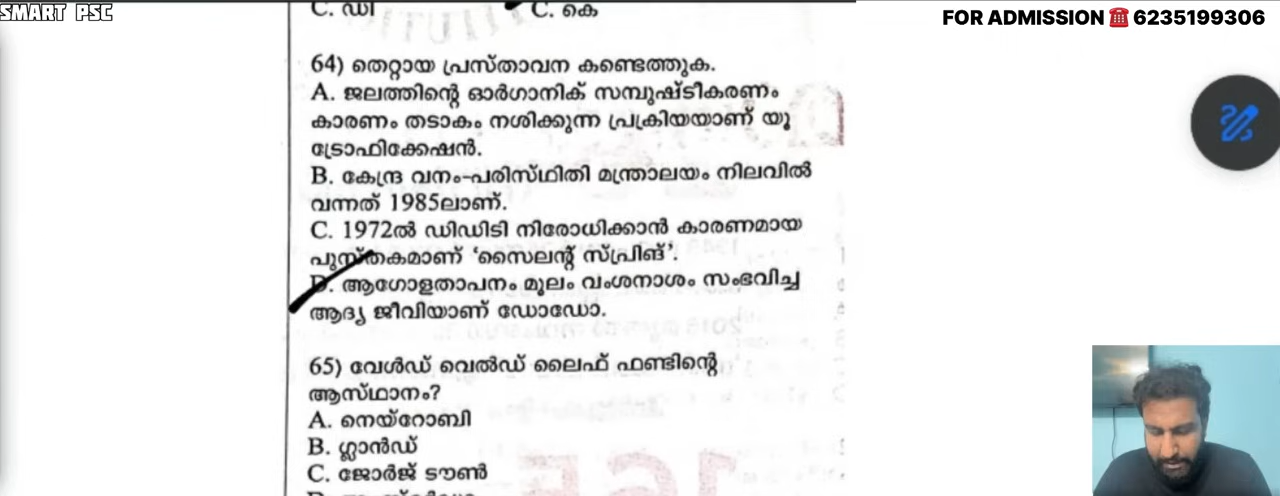 SMART PSC
FOR ADMISSION ☎ 6235199306
C. ഡി C. കെ
64) തെറ്റായ പ്രസ്താവന കണ്ടെത്തുക.
A. ജലത്തിന്റെ ഓർഗാനിക് സമ്പുഷ്ടീകരണം
കാരണം തടാകം നശിക്കുന്ന പ്രക്രിയയാണ് യൂ
ട്രോഫിക്കേഷൻ.
B. കേന്ദ്ര വനം-പരിസ്ഥിതി മന്ത്രാലയം നിലവിൽ
വന്നത് 1985ലാണ്.
C. 1972ൽ ഡിഡിടി നിരോധിക്കാൻ കാരണമായ
പുസ്തകമാണ് ‘സൈലന്റ് സ്പ്രിങ്’.
D. ആഗോളതാപനം മൂലം വംശനാശം സംഭവിച്ച
ആദ്യ ജീവിയാണ് ഡോഡോ.
65) വേൾഡ് വെൽഡ് ലൈഫ് ഫണ്ടിന്റെ
ആസ്ഥാനം?
A. നെയ്റോബി
B. ഗ്ലാൻഡ്
C. ജോർജ് ടൗൺ